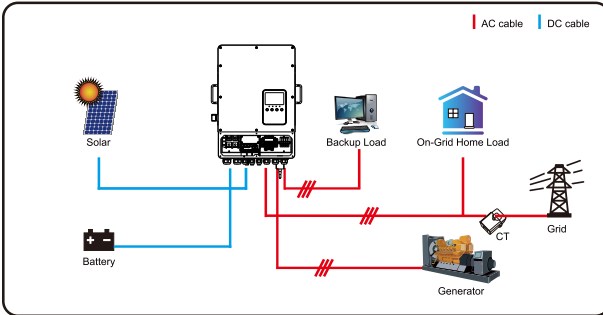 AC cable DC cable
Solar
Backup Load
On-Grid Home Load
CT
Grid
Battery
Generator